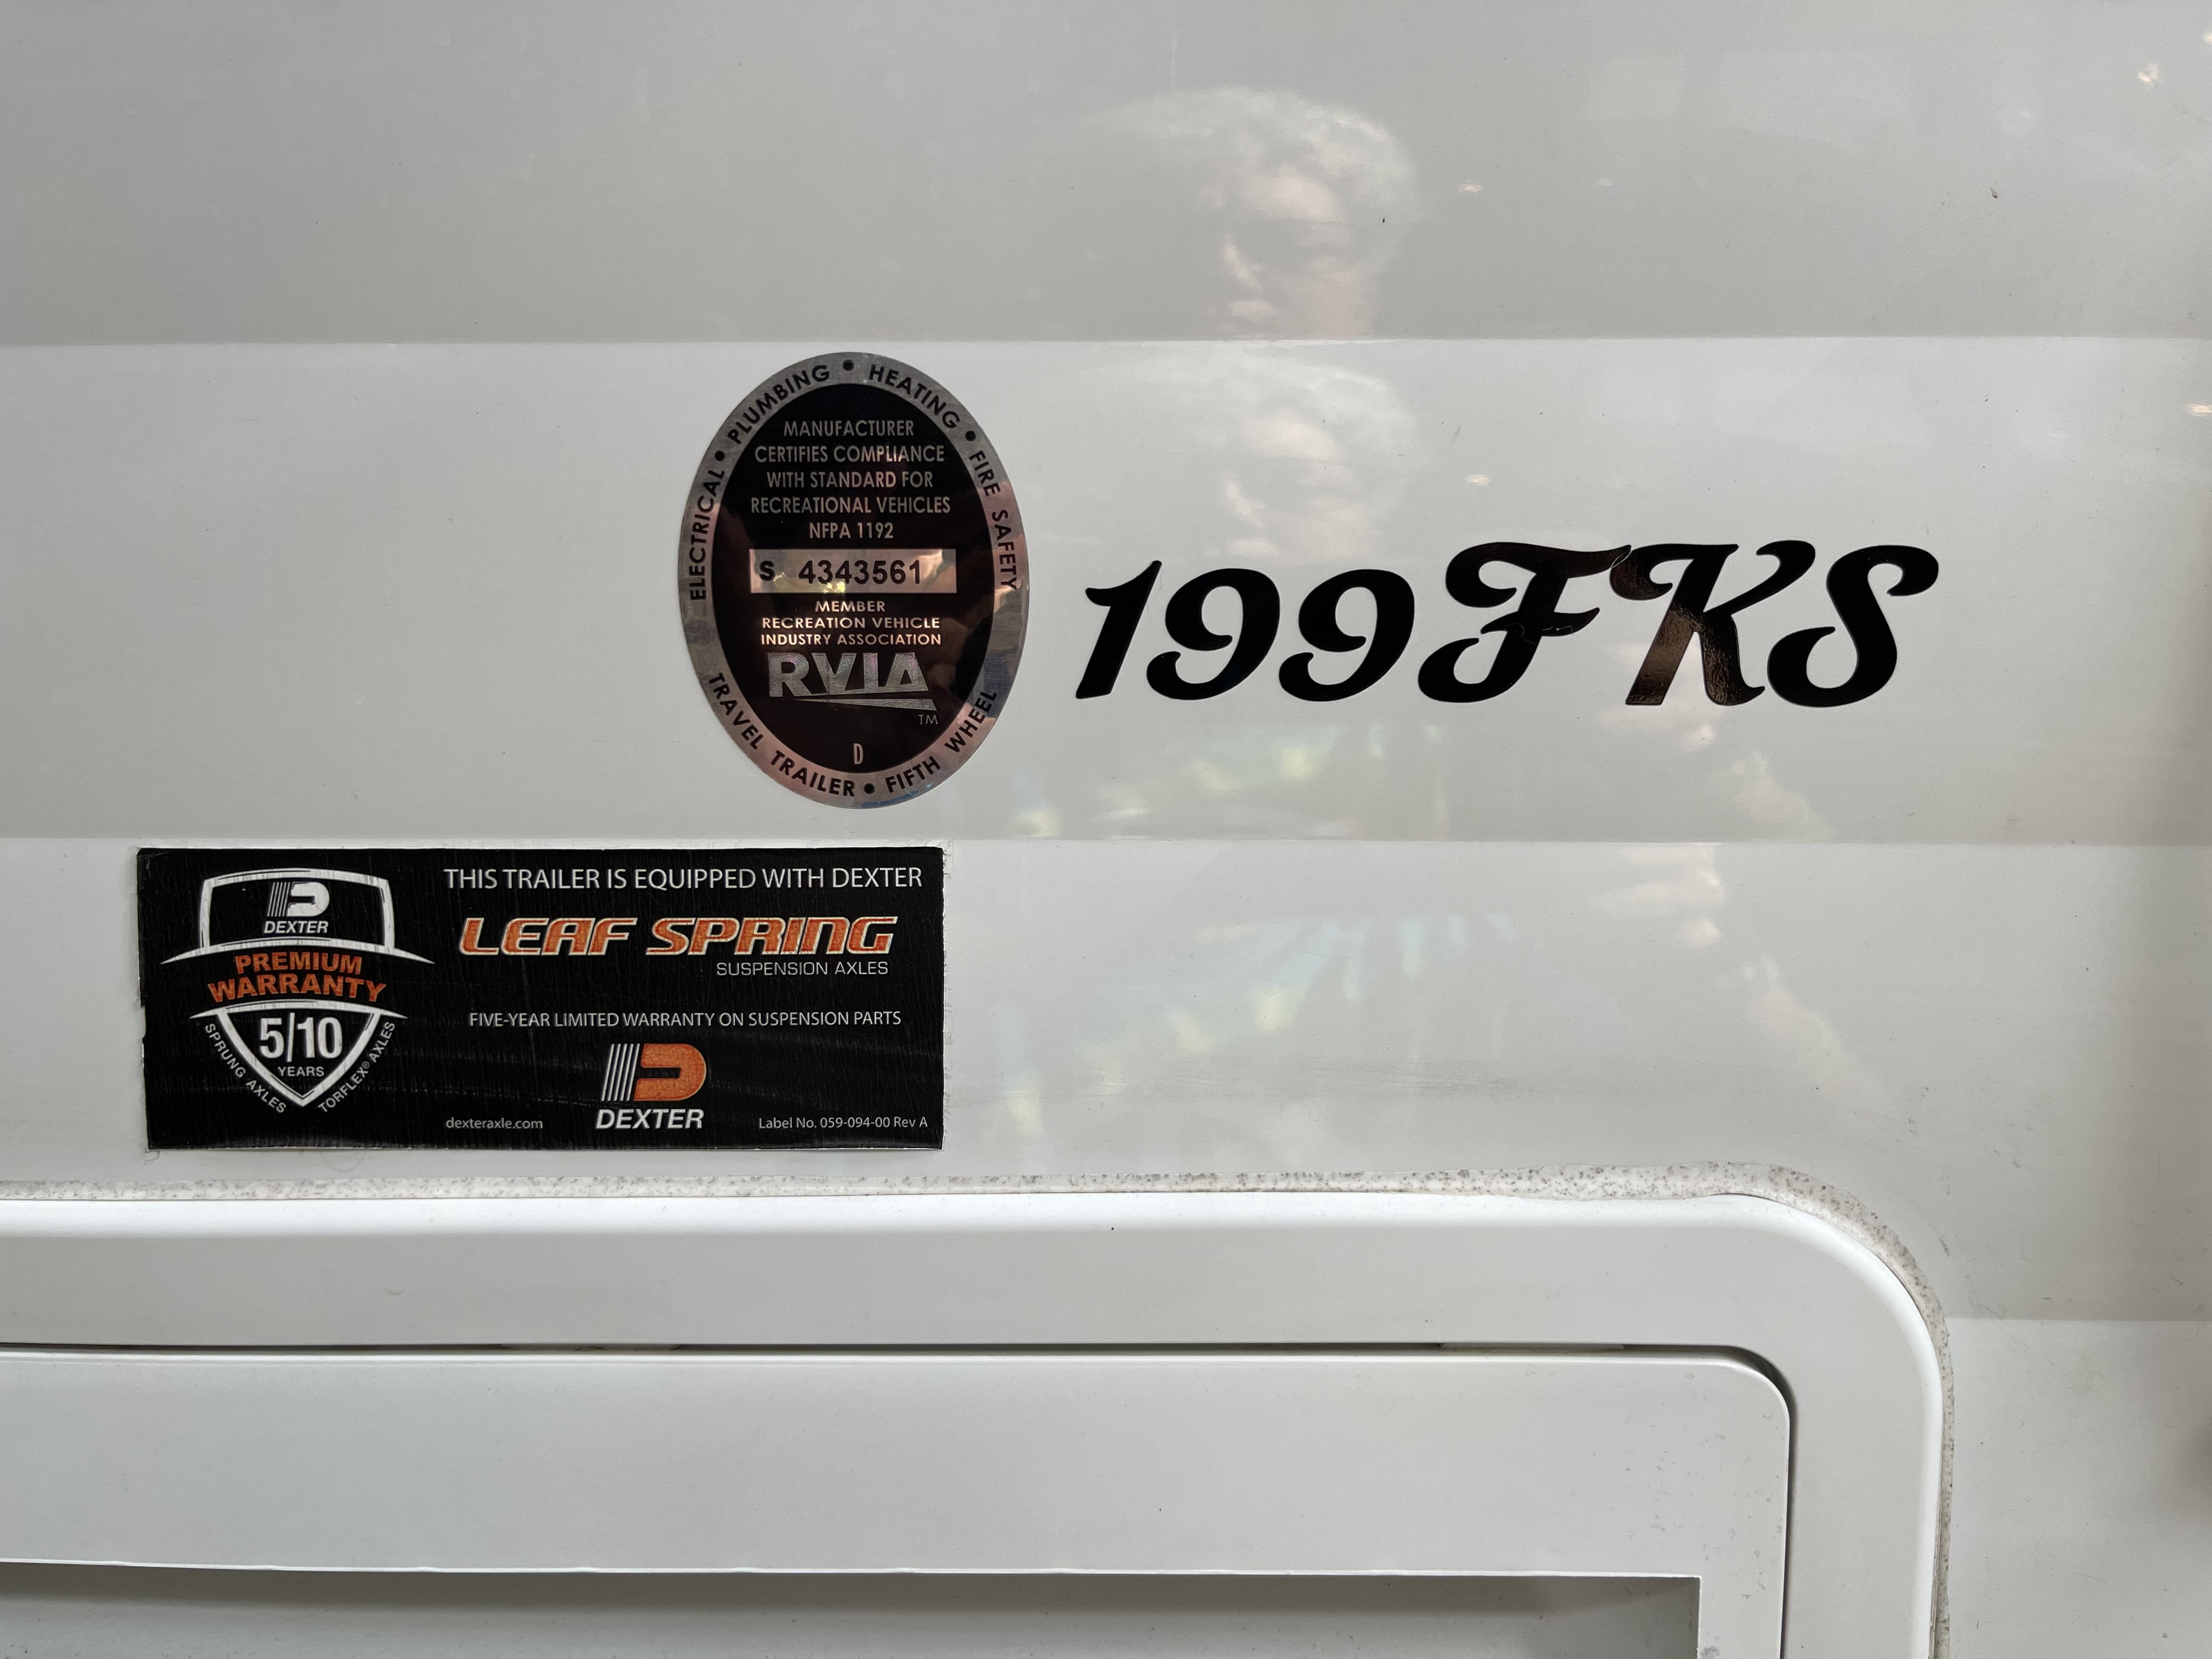 ELECTRICAL • PLUMBING • HEATING • FIRE SAFETY
MANUFACTURER
CERTIFIES COMPLIANCE
WITH STANDARD FOR
RECREATIONAL VEHICLES
NFPA 1192
S 4343561
MEMBER
RECREATION VEHICLE
INDUSTRY ASSOCIATION
RVIA
TM
D
TRAVEL TRAILER • FIFTH WHEEL
199FKS
DEXTER
PREMIUM
WARRANTY
5/10
YEARS
SPRUNG AXLES
TORFLEX® AXLES
THIS TRAILER IS EQUIPPED WITH DEXTER
LEAF SPRING
SUSPENSION AXLES
FIVE-YEAR LIMITED WARRANTY ON SUSPENSION PARTS
DEXTER
dexteraxle.com
Label No. 059-094-00 Rev A